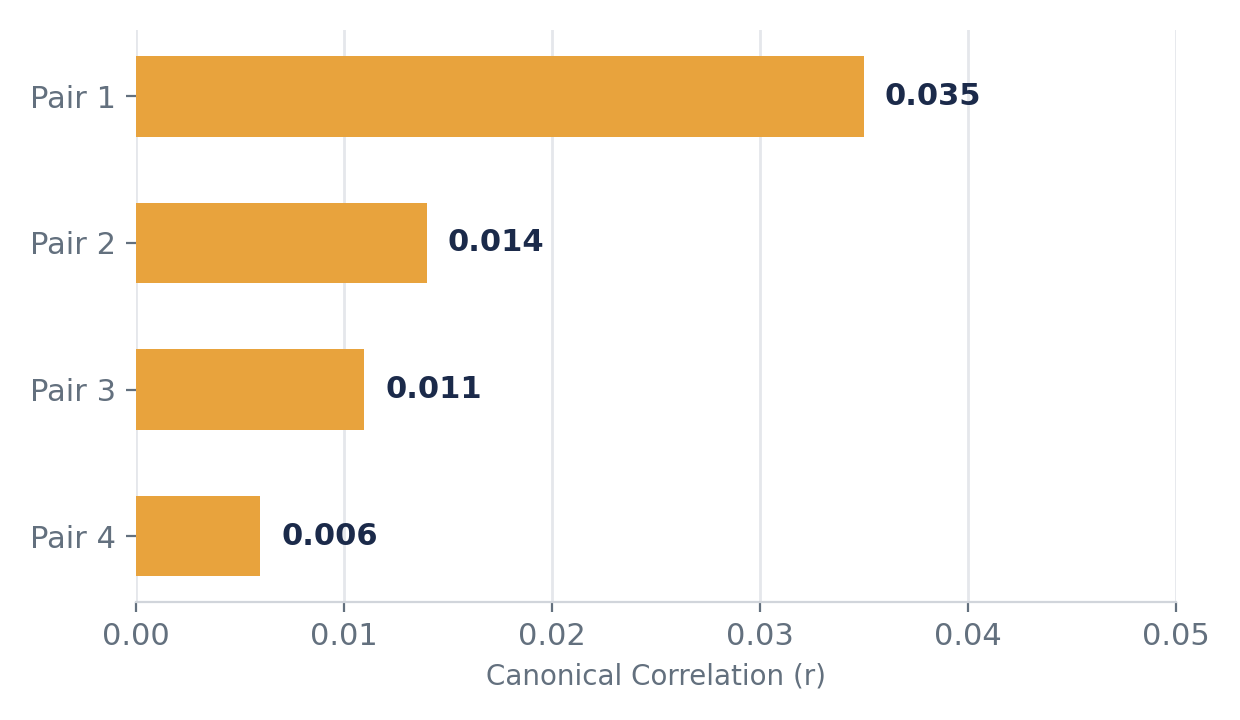 Pair 1
0.035
Pair 2
0.014
Pair 3
0.011
Pair 4
0.006
0.00 0.01 0.02 0.03 0.04 0.05
Canonical Correlation (r)